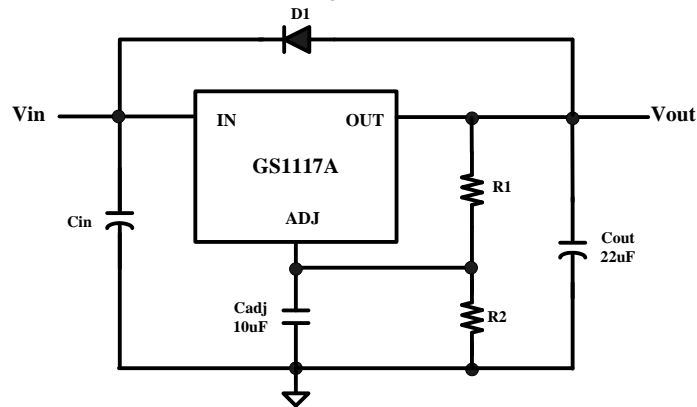 D1
Vin
IN
OUT
Vout
GS1117A
R1
ADJ
Cin
Cout
22uF
Cadj
10uF
R2